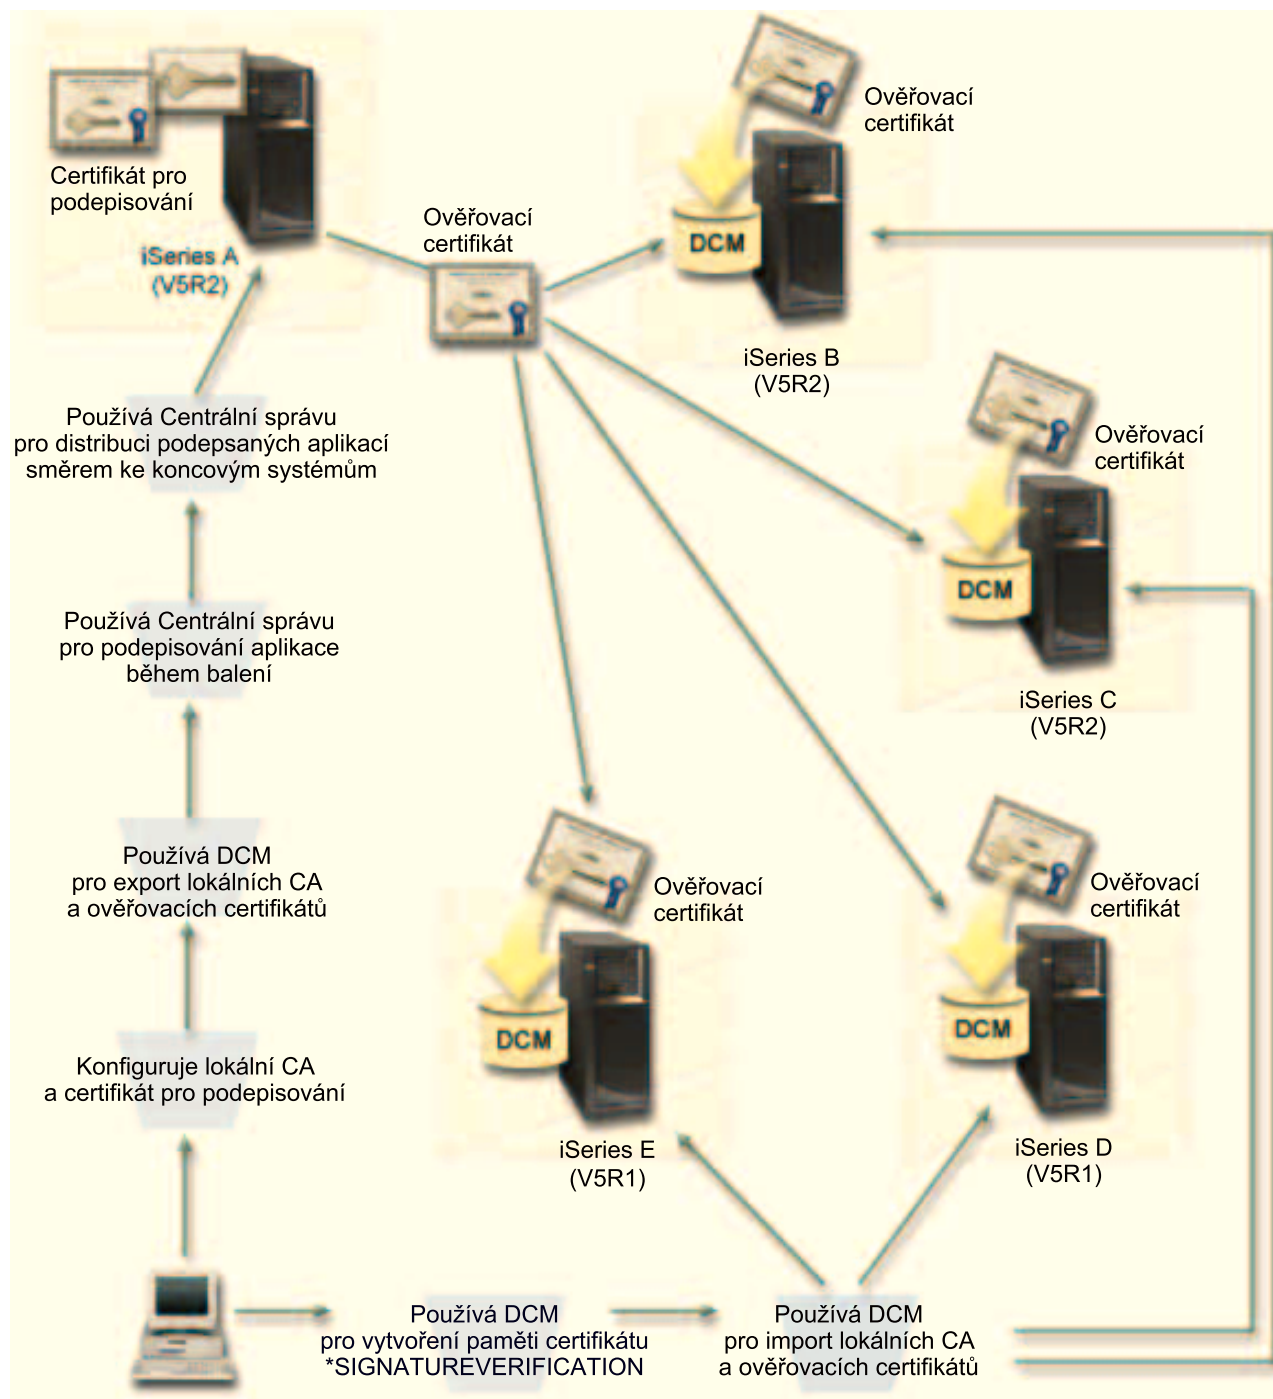 Ověřovací
certifikát
Certifikát pro
podepisování
iSeries A
(V5R2)
Ověřovací
certifikát
DCM
iSeries B
(V5R2)
Používá Centrální správu
pro distribuci podepsaných aplikací
směrem ke koncovým systémům
Ověřovací
certifikát
DCM
iSeries C
(V5R2)
Používá Centrální správu
pro podepisování aplikace
během balení
Používá DCM
pro export lokálních CA
a ověřovacích certifikátů
Ověřovací
certifikát
DCM
iSeries E
(V5R1)
Ověřovací
certifikát
DCM
iSeries D
(V5R1)
Konfiguruje lokální CA
a certifikát pro podepisování
Používá DCM
pro vytvoření paměti certifikátu
*SIGNATUREVERIFICATION
Používá DCM
pro import lokálních CA
a ověřovacích certifikátů